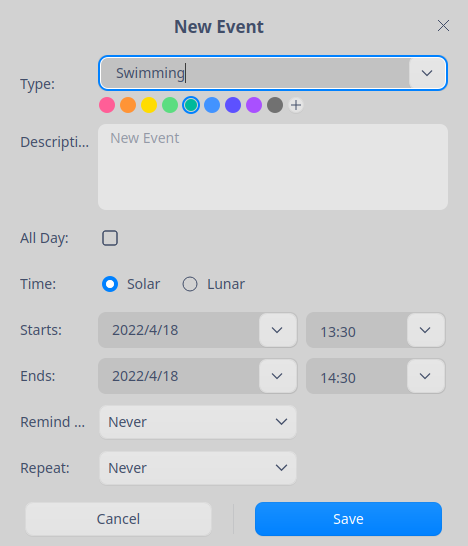 New Event
Type: Swimming
Descripti... New Event
All Day:
Time: Solar Lunar
Starts: 2022/4/18 13:30
Ends: 2022/4/18 14:30
Remind ... Never
Repeat: Never
Cancel Save